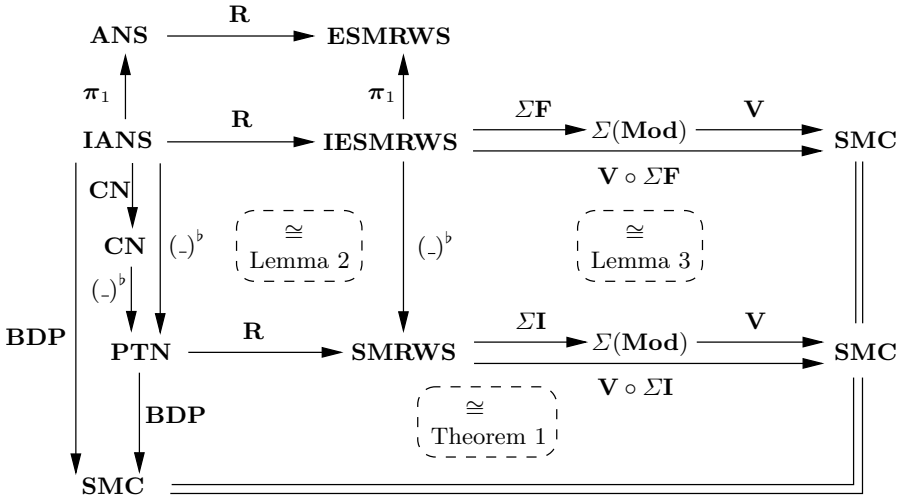 ANS R ESMRWS
π₁ π₁
IANS R IESMRWS ΣF Σ(Mod) V SMC
V ∘ ΣF
CN
≅ ≅
CN (_)♭ Lemma 2 (_)♭ Lemma 3
(_)♭
BDP
PTN R SMRWS ΣI Σ(Mod) V SMC
V ∘ ΣI
BDP ≅
Theorem 1
SMC